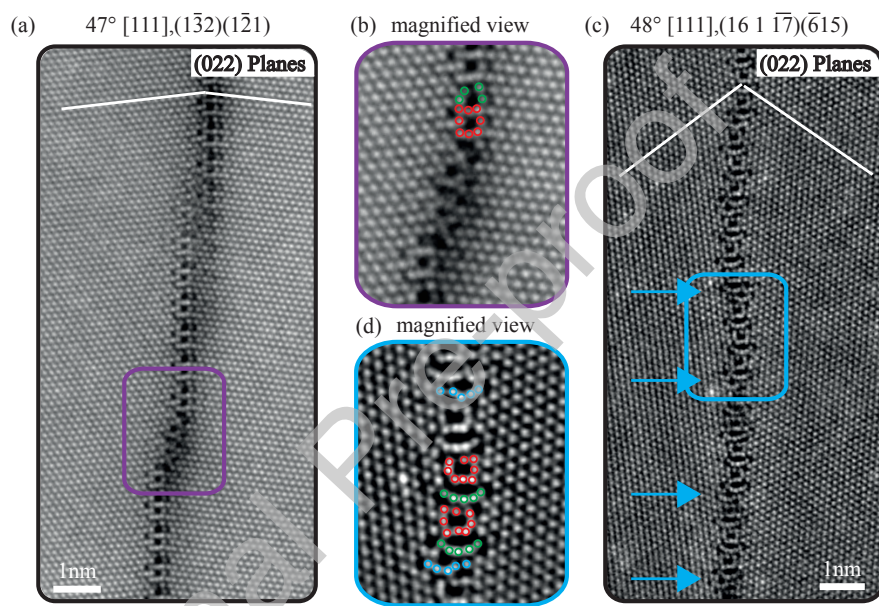 (a) 47° [111],(13̅2)(12̅1)
(b) magnified view
(c) 48° [111],(16 1 1̅7̅)(6̅15)
(022) Planes
(022) Planes
(d) magnified view
1nm
1nm
nal Pre-proof